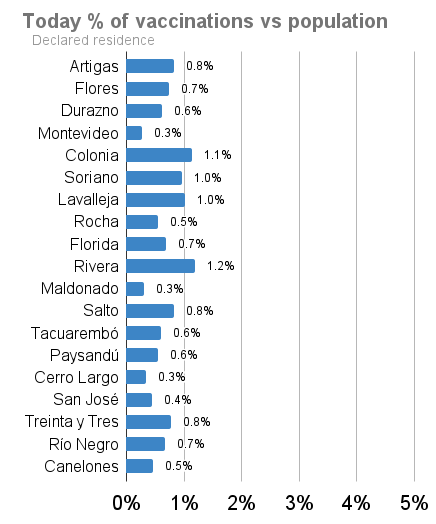 Today % of vaccinations vs population
Declared residence
Artigas 0.8%
Flores 0.7%
Durazno 0.6%
Montevideo 0.3%
Colonia 1.1%
Soriano 1.0%
Lavalleja 1.0%
Rocha 0.5%
Florida 0.7%
Rivera 1.2%
Maldonado 0.3%
Salto 0.8%
Tacuarembó 0.6%
Paysandú 0.6%
Cerro Largo 0.3%
San José 0.4%
Treinta y Tres 0.8%
Río Negro 0.7%
Canelones 0.5%
0% 1% 2% 3% 4% 5%